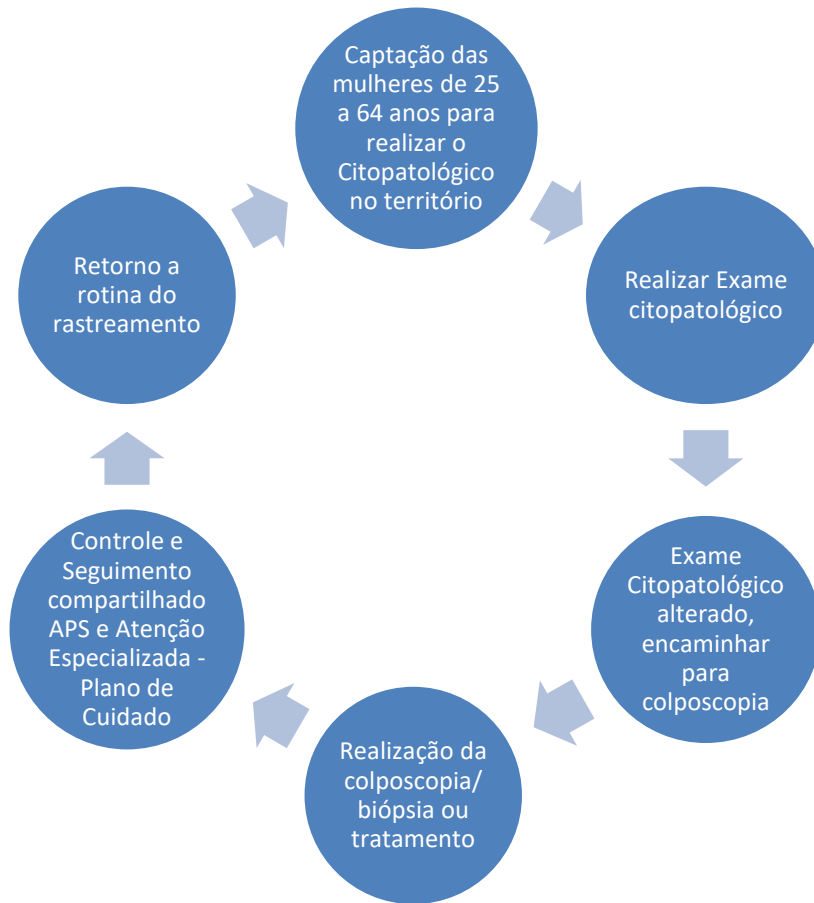 Captação das
mulheres de 25
a 64 anos para
realizar o
Citopatológico
no território
Realizar Exame
citopatológico
Exame
Citopatológico
alterado,
encaminhar
para
colposcopia
Realização da
colposcopia/
biópsia ou
tratamento
Controle e
Seguimento
compartilhado
APS e Atenção
Especializada -
Plano de
Cuidado
Retorno a
rotina do
rastreamento